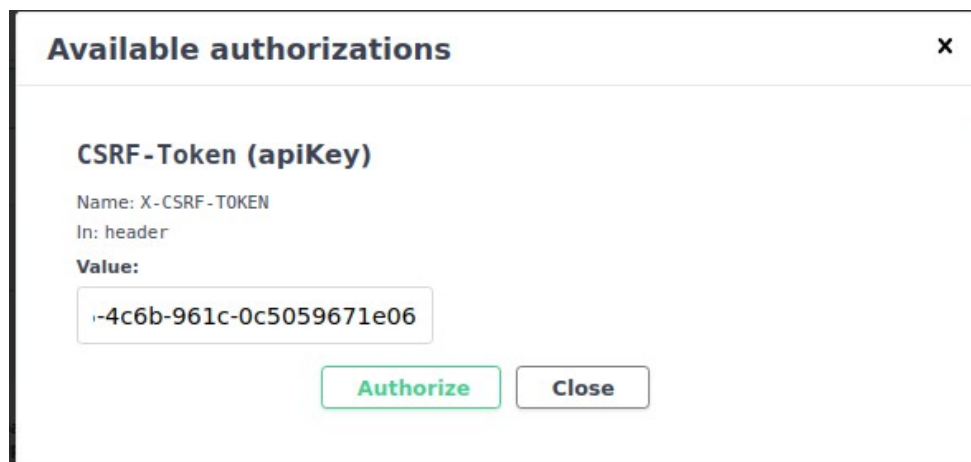 Available authorizations ×
CSRF-Token (apiKey)
Name: X-CSRF-TOKEN
In: header
Value:
-4c6b-961c-0c5059671e06
Authorize Close